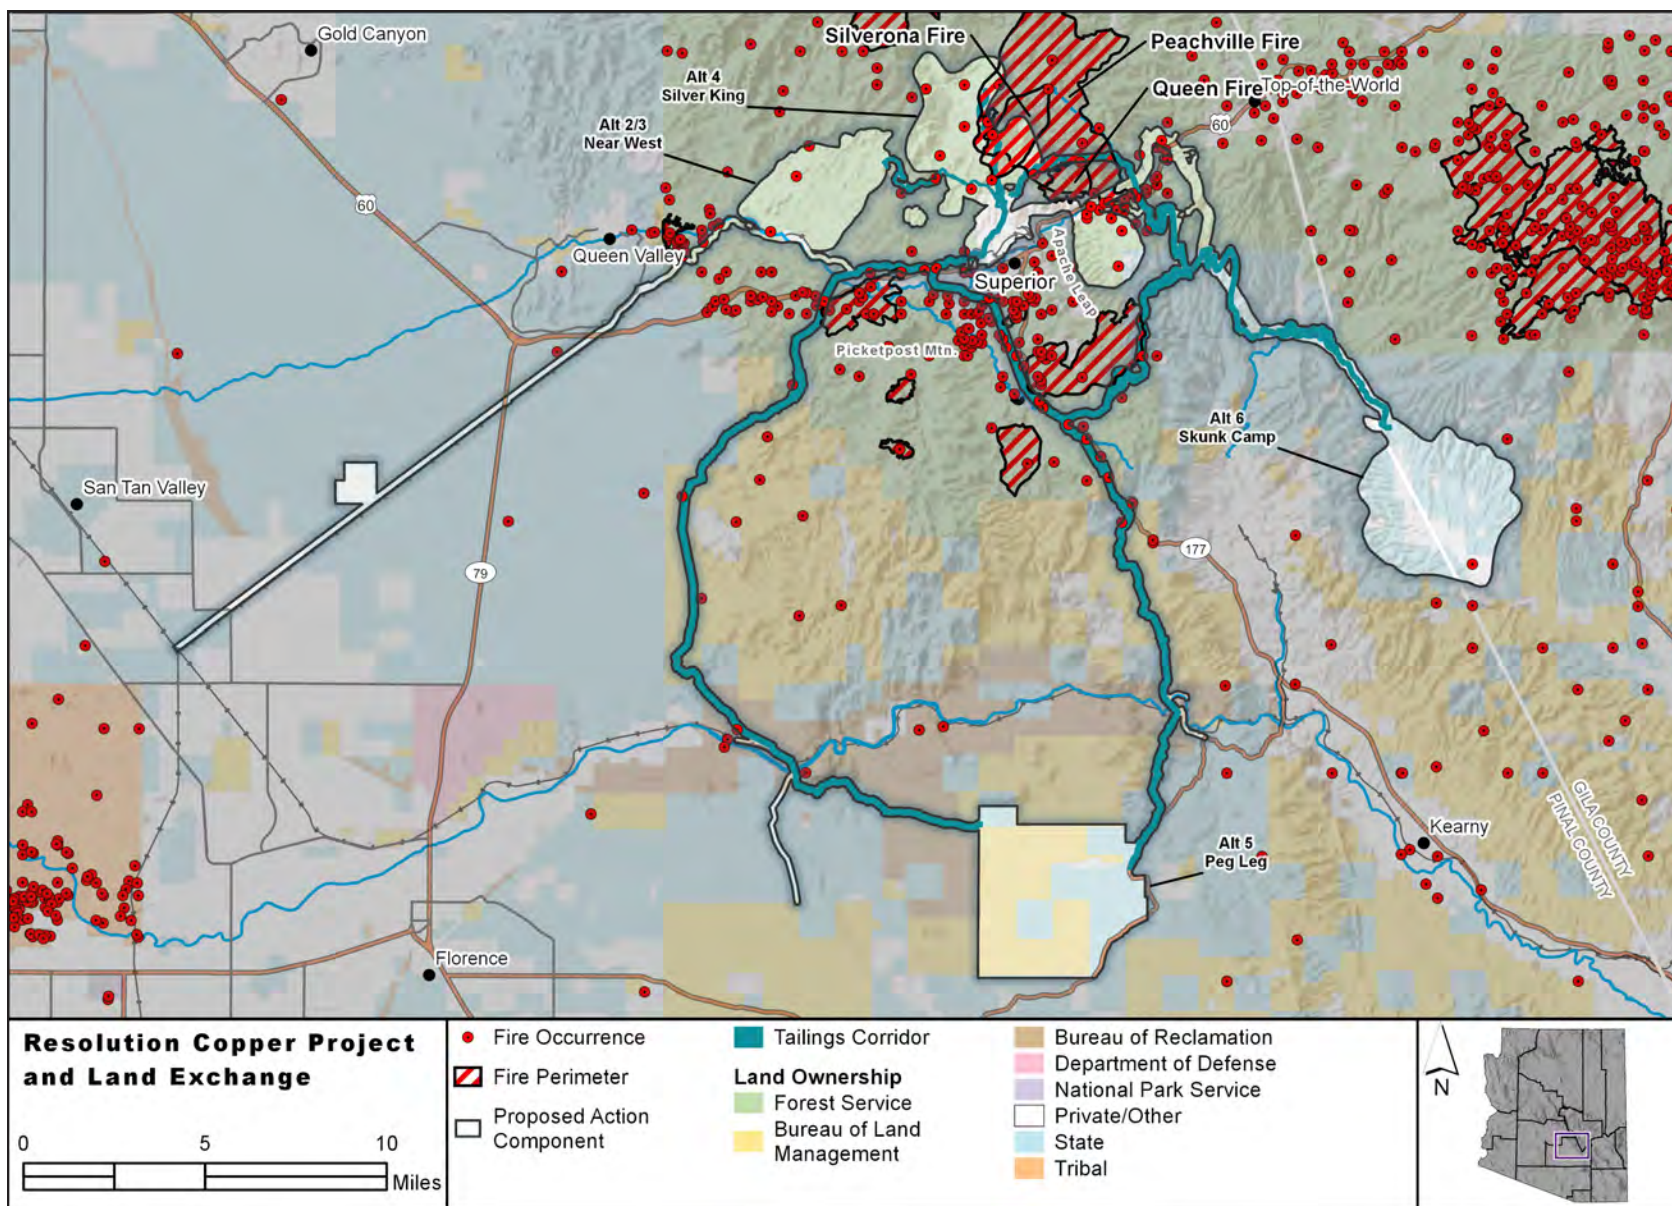 Gold Canyon
Silverona Fire
Peachville Fire
Alt 4
Silver King
Queen Fire
Top-of-the-World
60
Alt 2/3
Near West
60
Queen Valley
Apache Leap
Superior
Picketpost Mtn.
Alt 6
Skunk Camp
San Tan Valley
177
79
Kearny
GILA COUNTY
PINAL COUNTY
Alt 5
Peg Leg
Florence
Resolution Copper Project
and Land Exchange
0 5 10
Miles
Fire Occurrence
Fire Perimeter
Proposed Action
Component
Tailings Corridor
Land Ownership
Forest Service
Bureau of Land
Management
Bureau of Reclamation
Department of Defense
National Park Service
Private/Other
State
Tribal
N